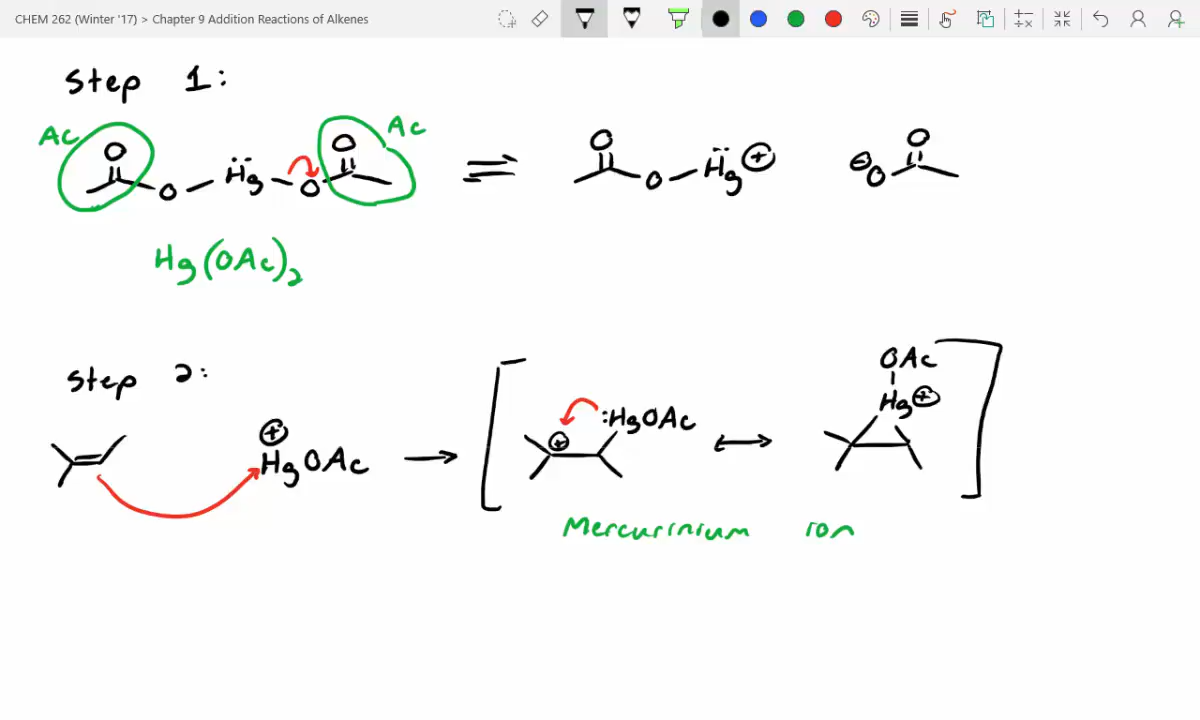 CHEM 262 (Winter '17) > Chapter 9 Addition Reactions of Alkenes
Step 1:
Ac Ac
O O O O
O Hg O O Hg + - O
Hg(OAc)2
Step 2:
OAc
+ :HgOAc Hg +
HgOAc +
Mercurinium ion